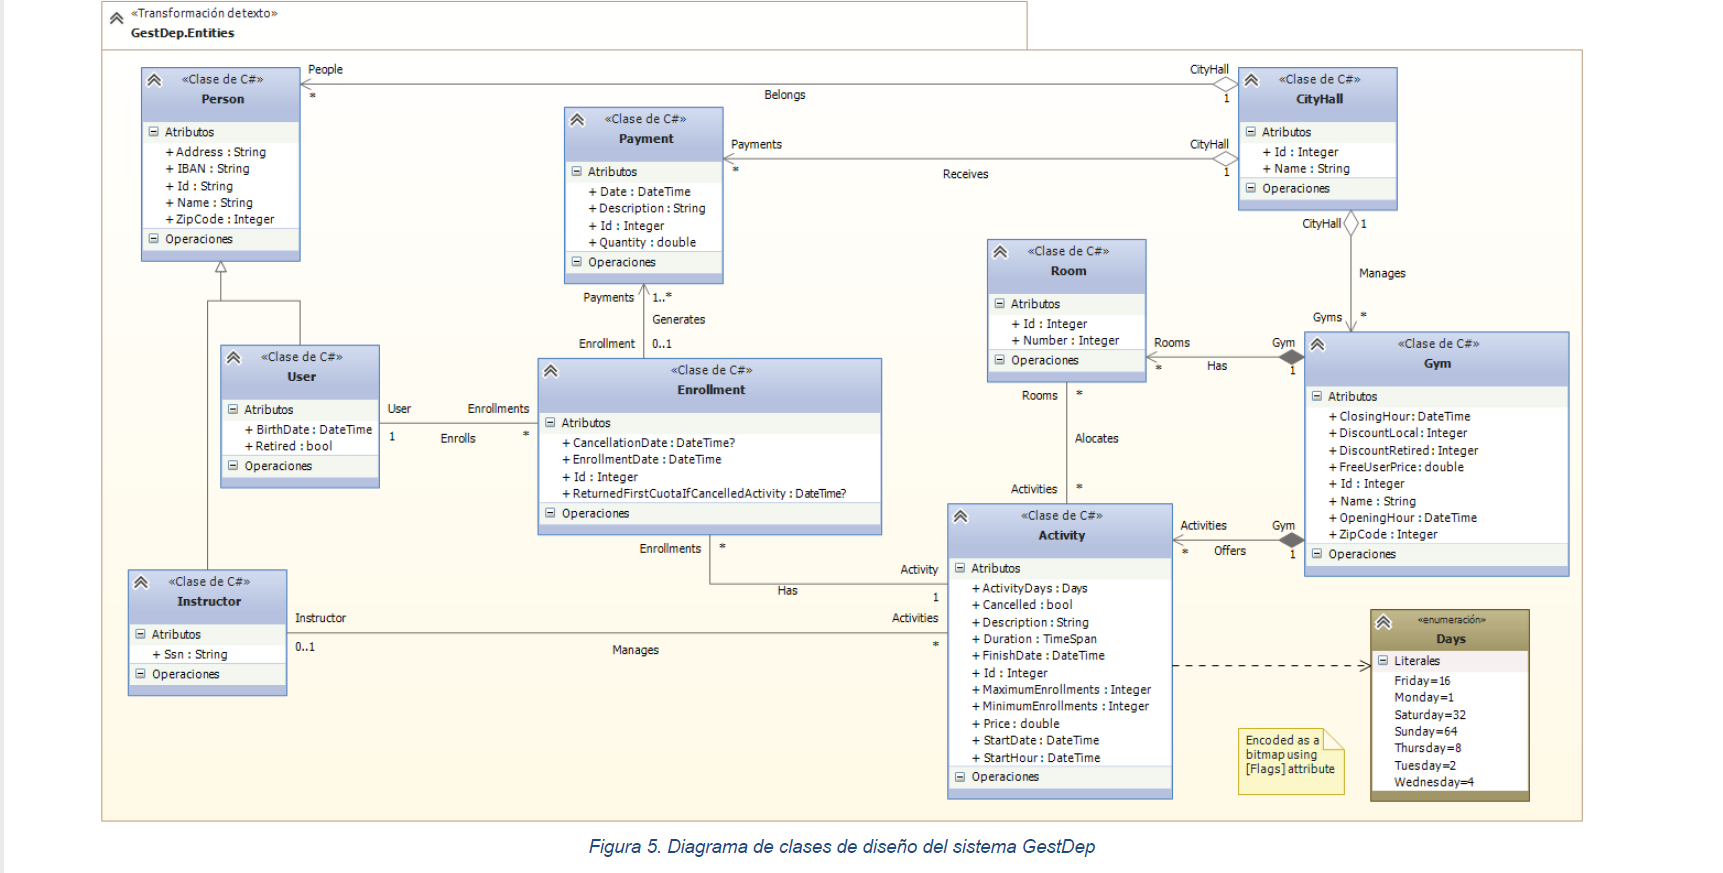 «Transformación de texto»
GestDep.Entities
«Clase de C#»
Person
Atributos
+ Address : String
+ IBAN : String
+ Id : String
+ Name : String
+ ZipCode : Integer
Operaciones
People
*
Belongs
CityHall
1
«Clase de C#»
CityHall
Atributos
+ Id : Integer
+ Name : String
Operaciones
«Clase de C#»
Payment
Atributos
+ Date : DateTime
+ Description : String
+ Id : Integer
+ Quantity : double
Operaciones
Payments
*
Receives
CityHall
1
CityHall
1
Manages
Gyms
*
Payments
1..*
Generates
Enrollment
0..1
«Clase de C#»
Room
Atributos
+ Id : Integer
+ Number : Integer
Operaciones
Rooms
*
Has
Gym
1
«Clase de C#»
Gym
Atributos
+ ClosingHour : DateTime
+ DiscountLocal : Integer
+ DiscountRetired : Integer
+ FreeUserPrice : double
+ Id : Integer
+ Name : String
+ OpeningHour : DateTime
+ ZipCode : Integer
Operaciones
«Clase de C#»
User
Atributos
+ BirthDate : DateTime
+ Retired : bool
Operaciones
User
1
Enrolls
Enrollments
*
«Clase de C#»
Enrollment
Atributos
+ CancellationDate : DateTime?
+ EnrollmentDate : DateTime
+ Id : Integer
+ ReturnedFirstCuotaIfCancelledActivity : DateTime?
Operaciones
Rooms
*
Alocates
Activities
*
Enrollments
*
Has
Activity
1
Activities
*
Offers
Gym
1
«Clase de C#»
Activity
Atributos
+ ActivityDays : Days
+ Cancelled : bool
+ Description : String
+ Duration : TimeSpan
+ FinishDate : DateTime
+ Id : Integer
+ MaximumEnrollments : Integer
+ MinimumEnrollments : Integer
+ Price : double
+ StartDate : DateTime
+ StartHour : DateTime
Operaciones
«Clase de C#»
Instructor
Atributos
+ Ssn : String
Operaciones
Instructor
0..1
Manages
Activities
*
«enumeración»
Days
Literales
Friday=16
Monday=1
Saturday=32
Sunday=64
Thursday=8
Tuesday=2
Wednesday=4
Encoded as a
bitmap using
[Flags] attribute
Figura 5. Diagrama de clases de diseño del sistema GestDep